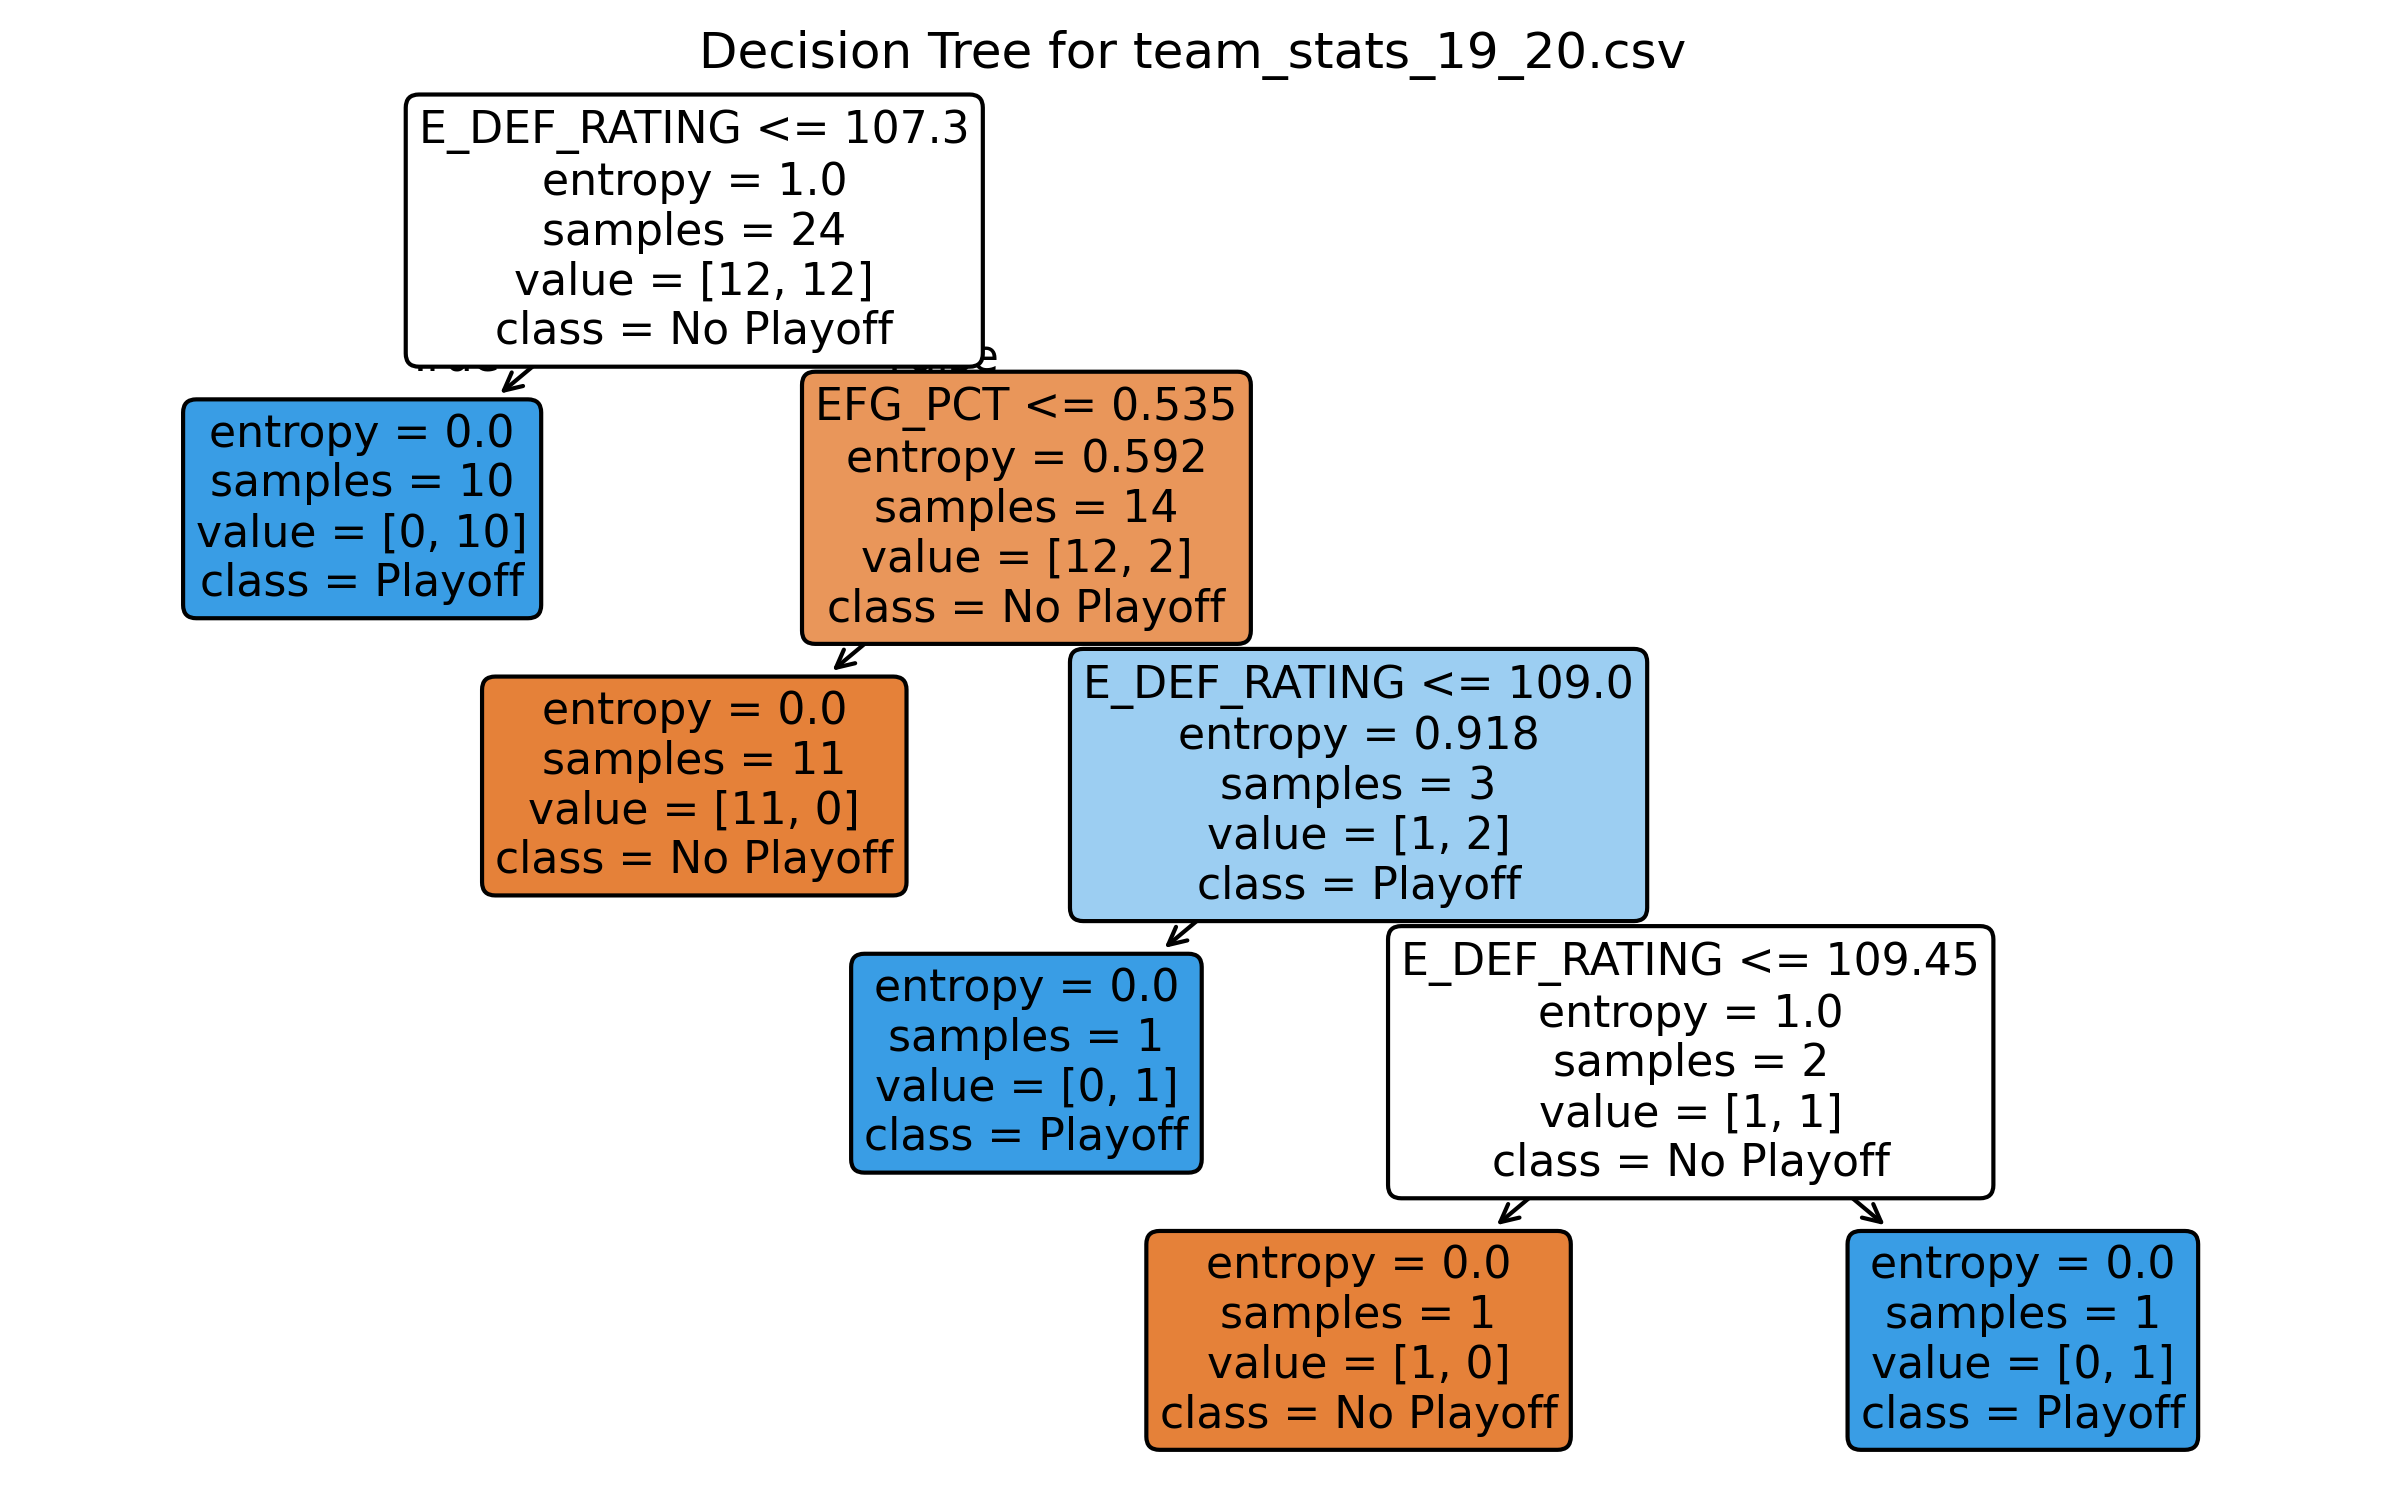 Decision Tree for team_stats_19_20.csv
E_DEF_RATING <= 107.3
entropy = 1.0
samples = 24
value = [12, 12]
class = No Playoff
entropy = 0.0
samples = 10
value = [0, 10]
class = Playoff
EFG_PCT <= 0.535
entropy = 0.592
samples = 14
value = [12, 2]
class = No Playoff
entropy = 0.0
samples = 11
value = [11, 0]
class = No Playoff
E_DEF_RATING <= 109.0
entropy = 0.918
samples = 3
value = [1, 2]
class = Playoff
entropy = 0.0
samples = 1
value = [0, 1]
class = Playoff
E_DEF_RATING <= 109.45
entropy = 1.0
samples = 2
value = [1, 1]
class = No Playoff
entropy = 0.0
samples = 1
value = [1, 0]
class = No Playoff
entropy = 0.0
samples = 1
value = [0, 1]
class = Playoff